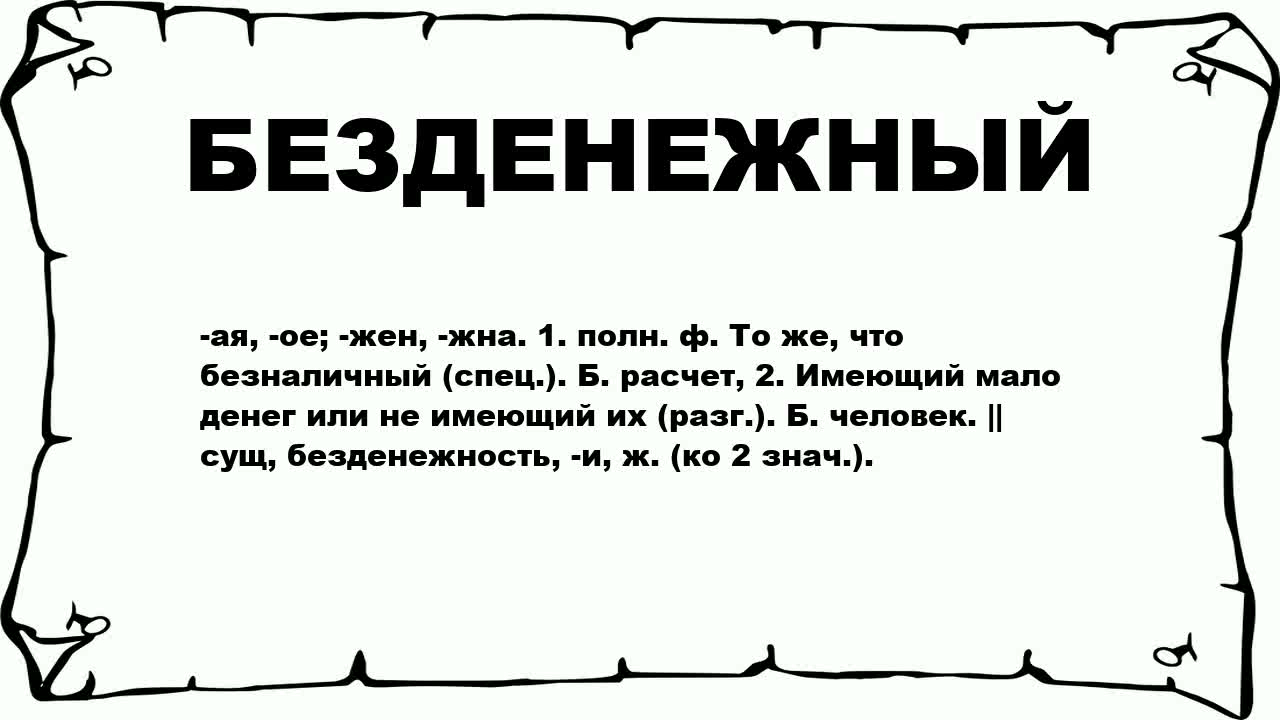 БЕЗДЕНЕЖНЫЙ
-ая, -ое; -жен, -жна. 1. полн. ф. То же, что
безналичный (спец.). Б. расчет, 2. Имеющий мало
денег или не имеющий их (разг.). Б. человек. ||
сущ, безденежность, -и, ж. (ко 2 знач.).